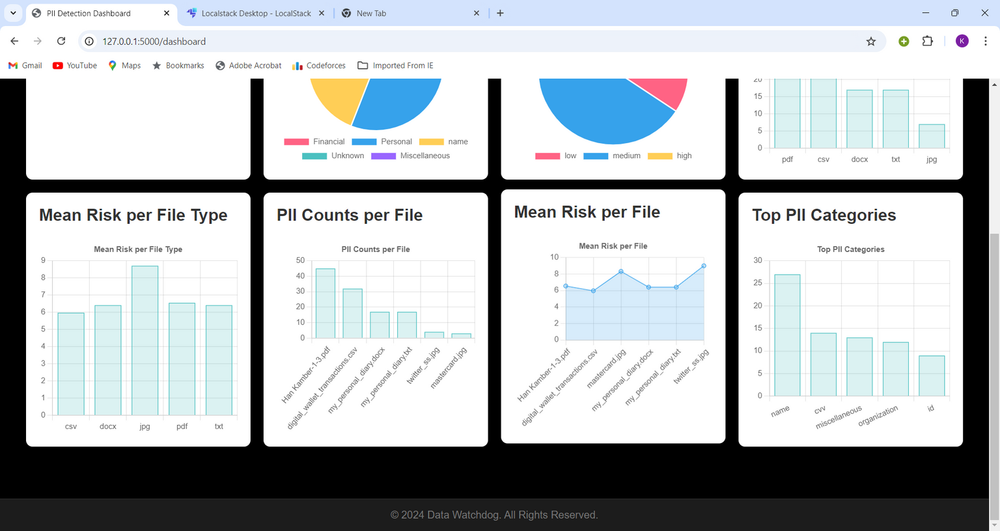 PII Detection Dashboard
Localstack Desktop - LocalStack
New Tab
127.0.0.1:5000/dashboard
K
Gmail
YouTube
Maps
Bookmarks
Adobe Acrobat
Codeforces
Imported From IE
Financial
Personal
name
Unknown
Miscellaneous
low
medium
high
20
15
10
5
0
pdf
csv
docx
txt
jpg
Mean Risk per File Type
Mean Risk per File Type
9
8
7
6
5
4
3
2
1
0
csv
docx
jpg
pdf
txt
PII Counts per File
PII Counts per File
50
40
30
20
10
0
Han Kamber-1-3.pdf
digital_wallet_transactions.csv
my_personal_diary.docx
my_personal_diary.txt
twitter_ss.jpg
mastercard.jpg
Mean Risk per File
Mean Risk per File
10
8
6
4
2
0
Han Kamber-1-3.pdf
digital_wallet_transactions.csv
mastercard.jpg
my_personal_diary.docx
my_personal_diary.txt
twitter_ss.jpg
Top PII Categories
Top PII Categories
30
25
20
15
10
5
0
name
cvv
miscellaneous
organization
id
© 2024 Data Watchdog. All Rights Reserved.